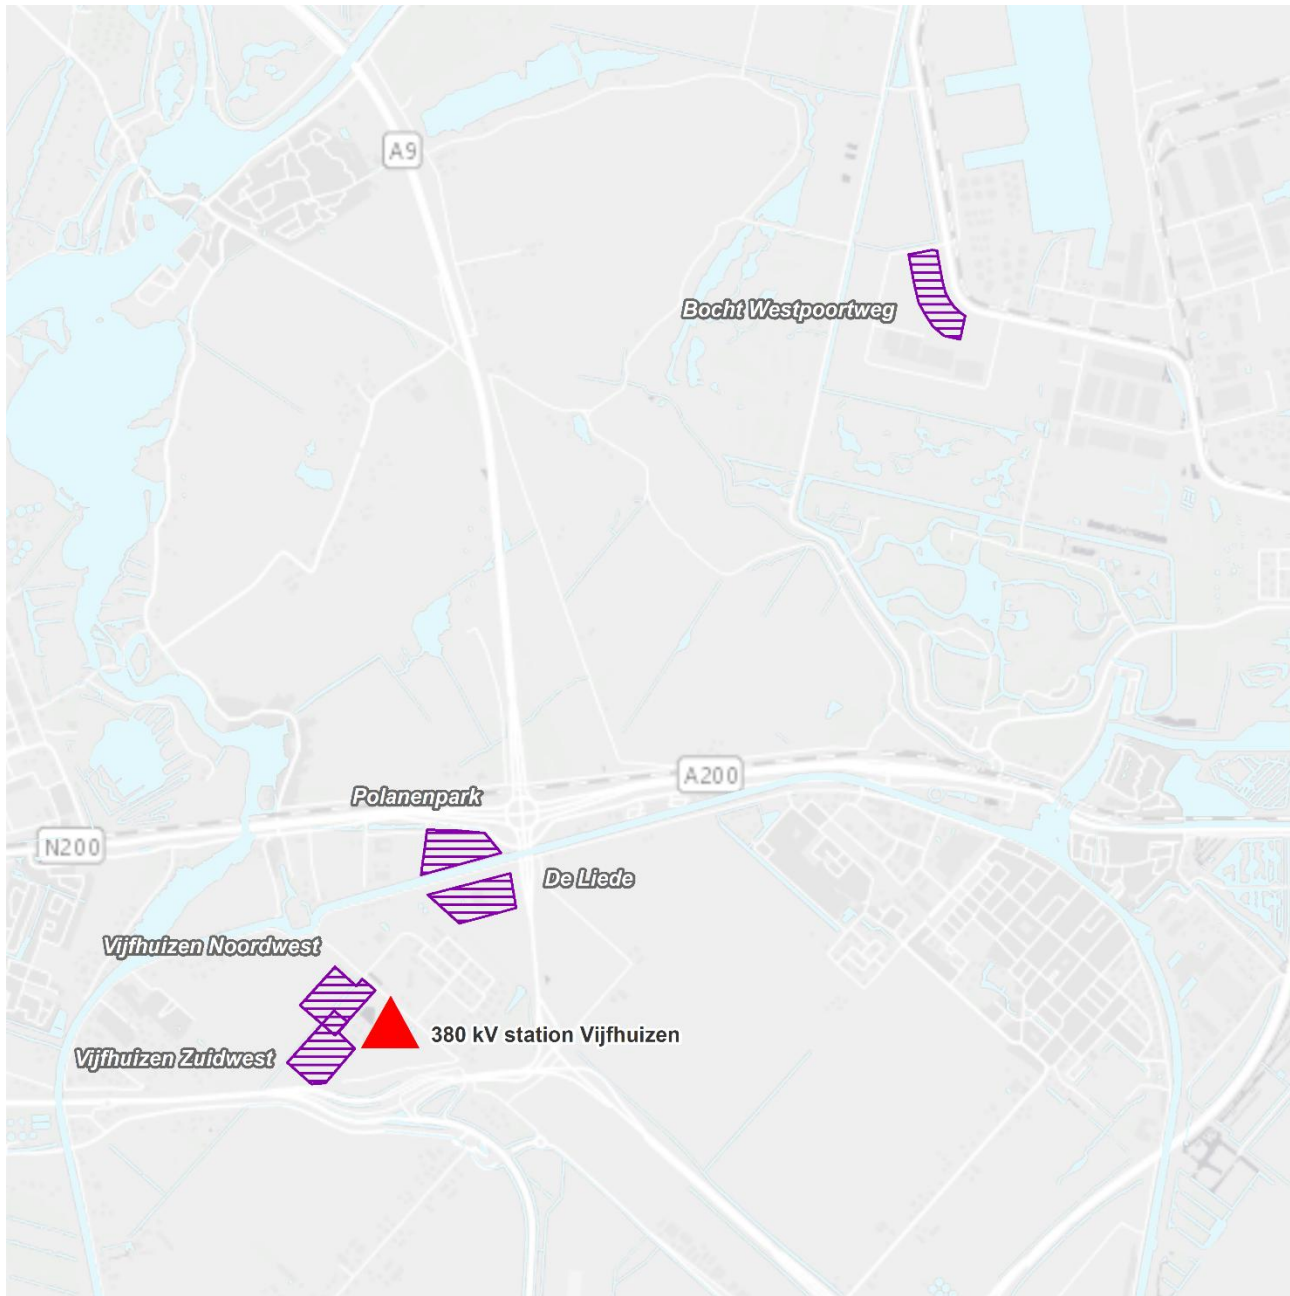 A9
Bocht Westpoortweg
A200
Polanenpark
N200
De Liede
Vijfhuizen Noordwest
380 kV station Vijfhuizen
Vijfhuizen Zuidwest